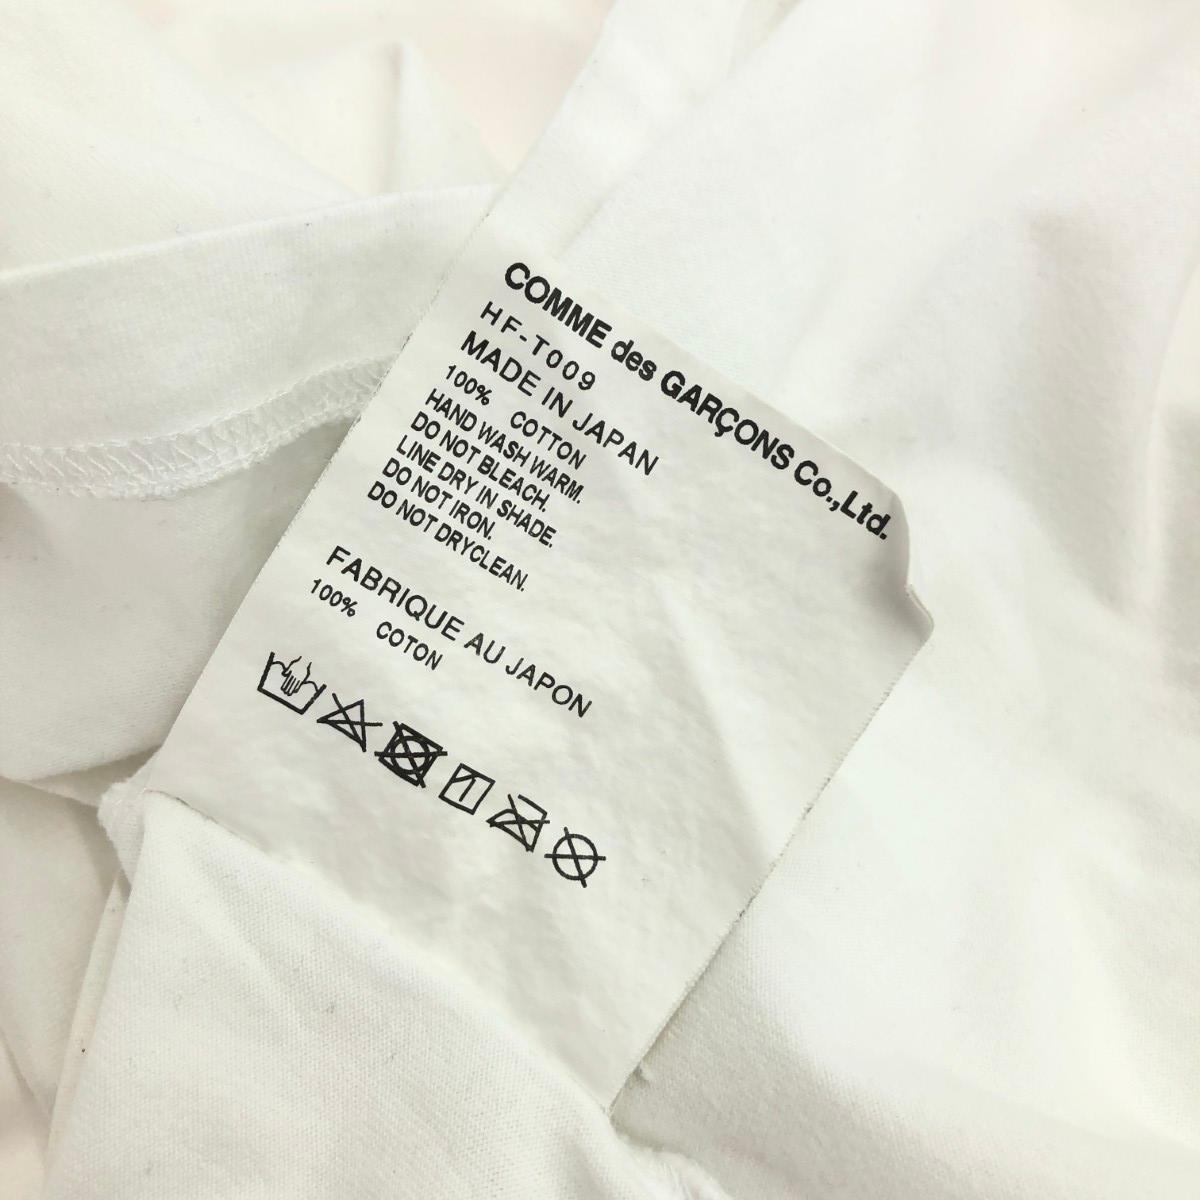 COMME des GARÇONS Co.,Ltd.
HF-T009
MADE IN JAPAN
100% COTTON
HAND WASH WARM.
DO NOT BLEACH.
LINE DRY IN SHADE.
DO NOT IRON.
DO NOT DRYCLEAN.
FABRIQUE AU JAPON
100% COTON